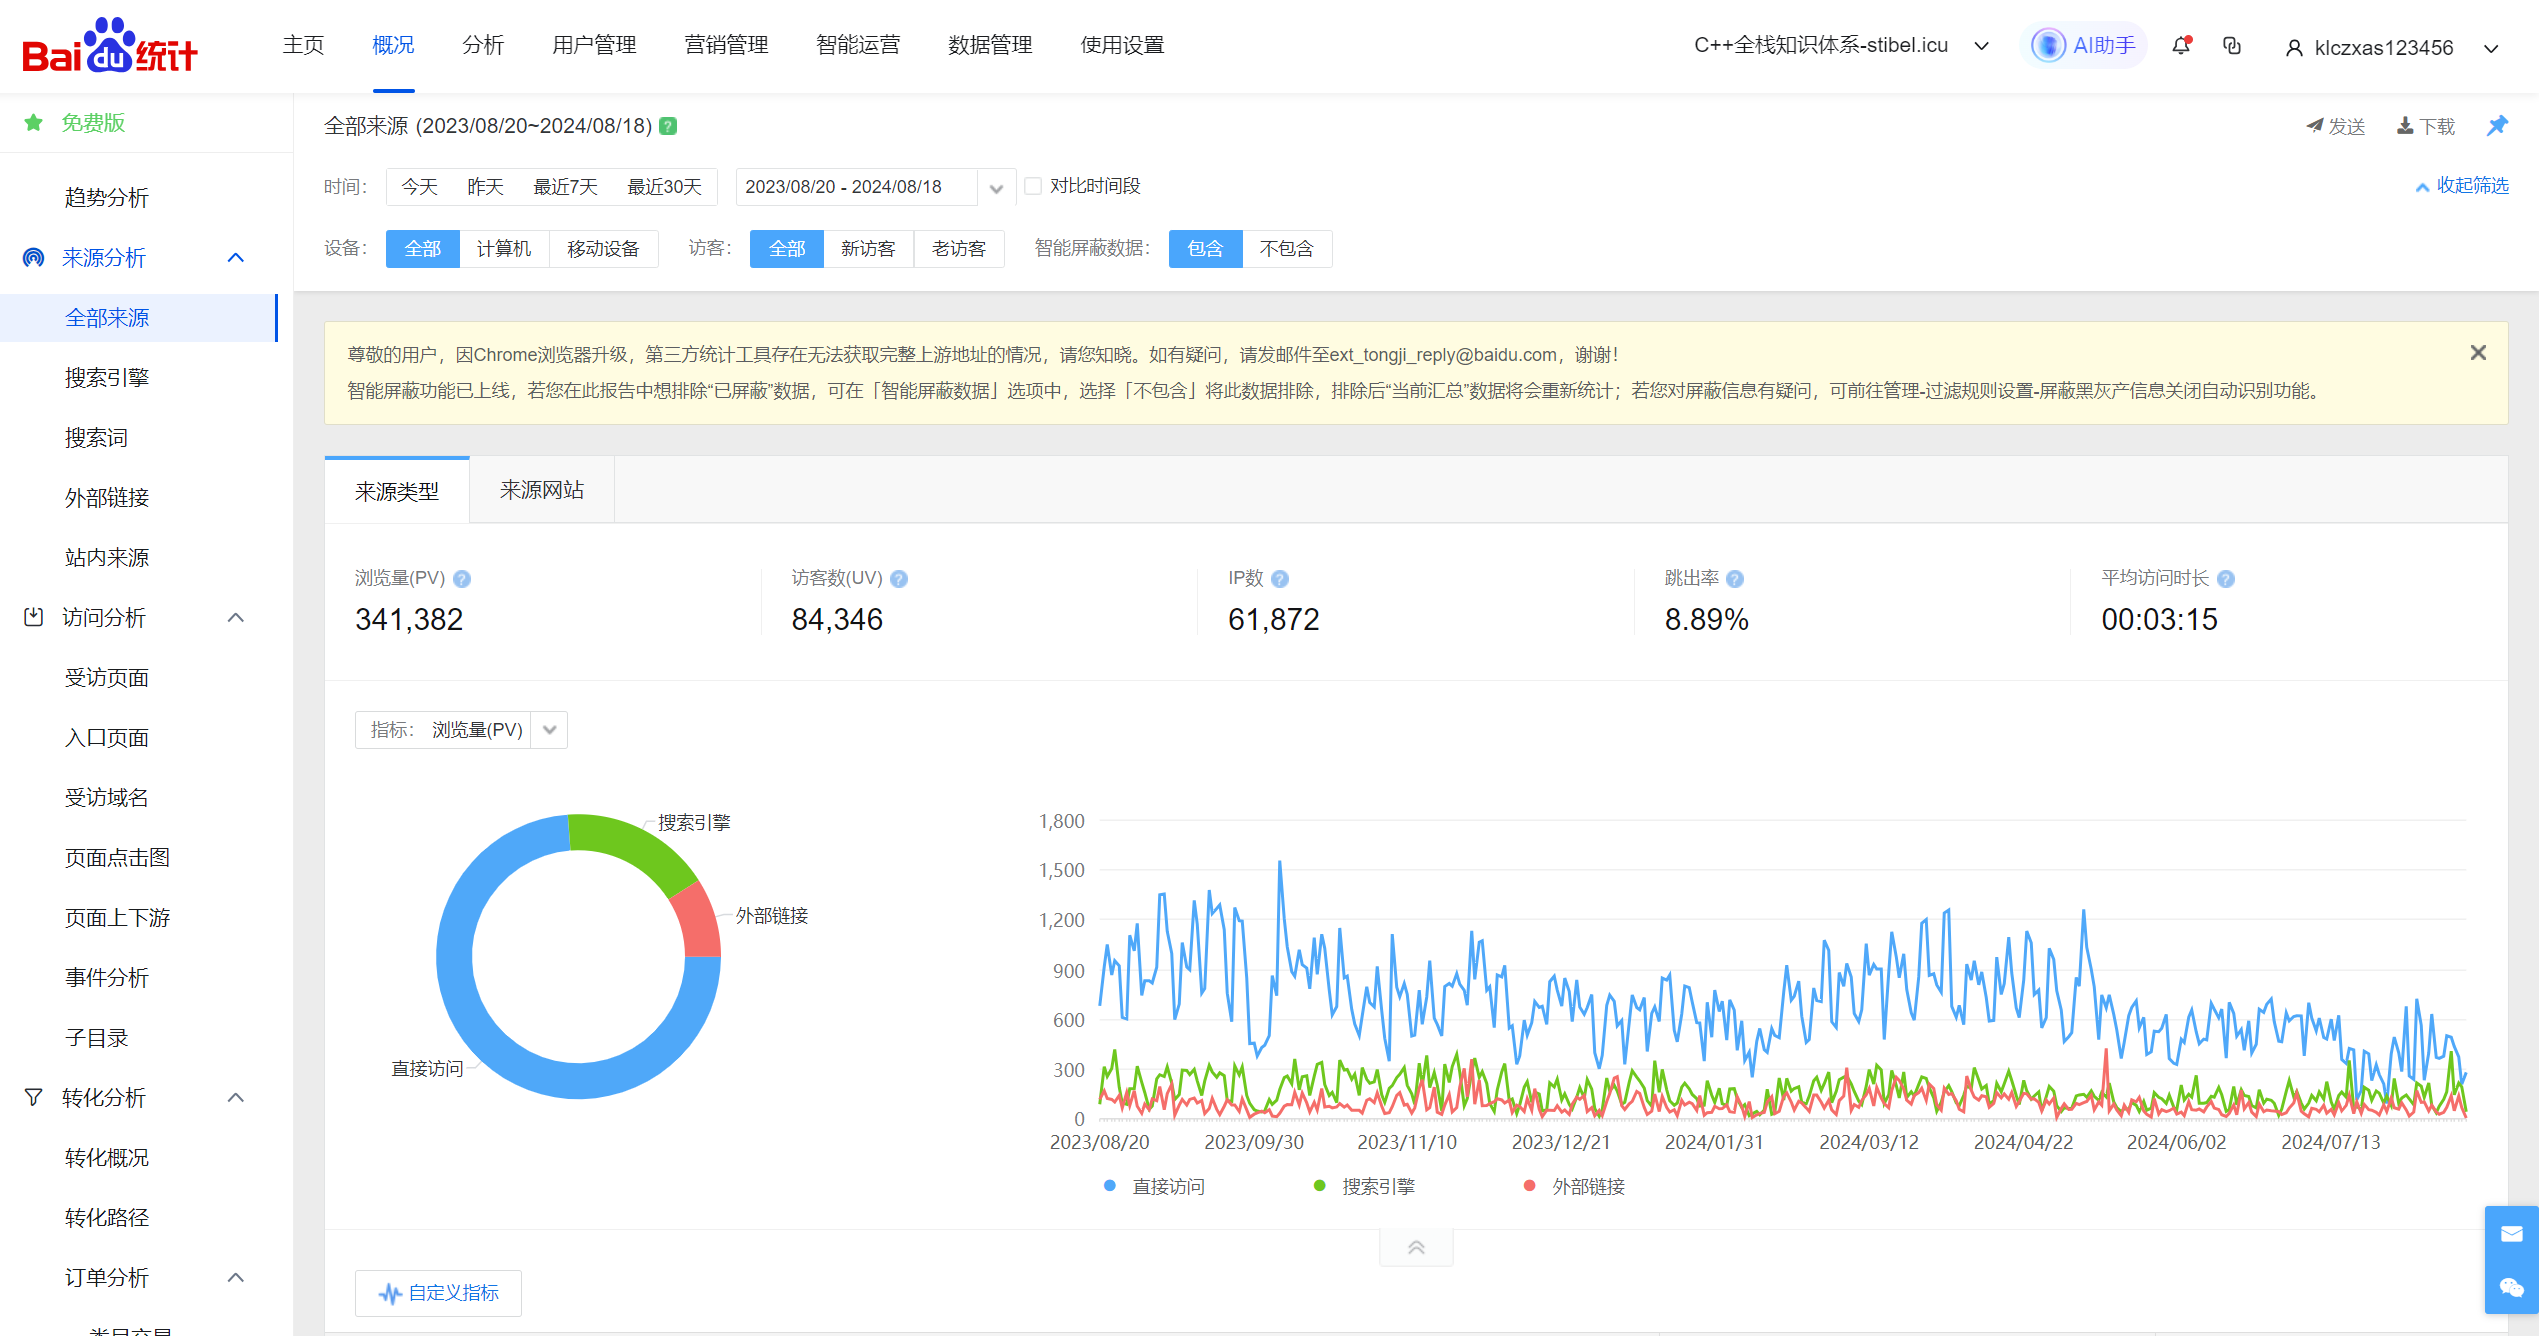 Bai du 统计
主页 概况 分析 用户管理 营销管理 智能运营 数据管理 使用设置
C++全栈知识体系-stibel.icu AI助手 klczxas123456
免费版
趋势分析
来源分析
全部来源
搜索引擎
搜索词
外部链接
站内来源
访问分析
受访页面
入口页面
受访域名
页面点击图
页面上下游
事件分析
子目录
转化分析
转化概况
转化路径
订单分析
全部来源 (2023/08/20~2024/08/18) ?
发送 下载
时间： 今天 昨天 最近7天 最近30天 2023/08/20 - 2024/08/18 对比时间段 收起筛选
设备： 全部 计算机 移动设备 访客： 全部 新访客 老访客 智能屏蔽数据： 包含 不包含
尊敬的用户，因Chrome浏览器升级，第三方统计工具存在无法获取完整上游地址的情况，请您知晓。如有疑问，请发邮件至ext_tongji_reply@baidu.com，谢谢！
智能屏蔽功能已上线，若您在此报告中想排除“已屏蔽”数据，可在「智能屏蔽数据」选项中，选择「不包含」将此数据排除，排除后“当前汇总”数据将会重新统计；若您对屏蔽信息有疑问，可前往管理-过滤规则设置-屏蔽黑灰产信息关闭自动识别功能。
来源类型 来源网站
浏览量(PV) ? 访客数(UV) ? IP数 ? 跳出率 ? 平均访问时长 ?
341,382 84,346 61,872 8.89% 00:03:15
指标： 浏览量(PV)
搜索引擎
外部链接
直接访问
1,800
1,500
1,200
900
600
300
0
2023/08/20 2023/09/30 2023/11/10 2023/12/21 2024/01/31 2024/03/12 2024/04/22 2024/06/02 2024/07/13
直接访问 搜索引擎 外部链接
自定义指标